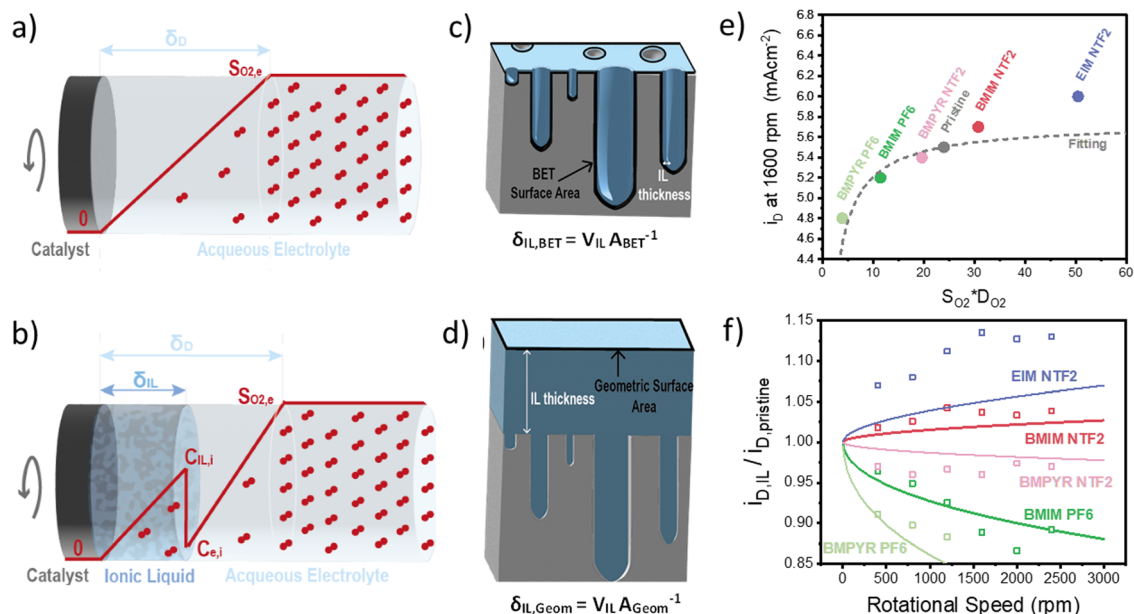 a)
δD
SO2,e
0
Catalyst
Acqueous Electrolyte
b)
δD
δIL
SO2,e
CIL,i
Ce,i
0
Catalyst
Ionic Liquid
Acqueous Electrolyte
c)
BET
Surface Area
IL
thickness
δIL,BET = VIL ABET-1
d)
Geometric Surface
Area
IL thickness
δIL,Geom = VIL AGeom-1
e)
iD at 1600 rpm (mAcm-2)
6.8
6.6
6.4
6.2
6.0
5.8
5.6
5.4
5.2
5.0
4.8
4.6
4.4
BMPYR PF6
BMIM PF6
BMPYR NTF2
Pristine
BMIM NTF2
EIM NTF2
Fitting
0
10
20
30
40
50
60
SO2*DO2
f)
iD,IL / iD,pristine
1.15
1.10
1.05
1.00
0.95
0.90
0.85
EIM NTF2
BMIM NTF2
BMPYR NTF2
BMIM PF6
BMPYR PF6
0
500
1000
1500
2000
2500
3000
Rotational Speed (rpm)